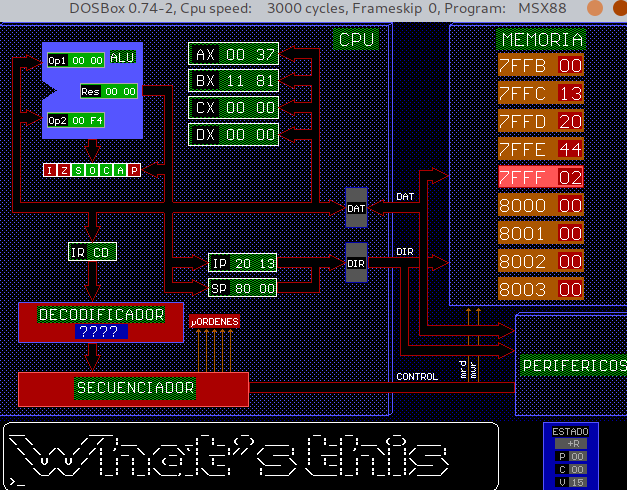 DOSBox 0.74-2, Cpu speid: 3000 cycles, Frameskip 0, Program: MSX88
CPU
MEMORIA
Op1 00 00
ALU
Res 00 00
Op2 00 F4
I Z S O C A P
AX 00 37
BX 11 81
CX 00 00
DX 00 00
IR CD
IP 20 13
SP 80 00
DAT
DAT
DIR
DIR
DECODIFICADOR
????
µORDENES
SECUENCIADOR
CONTROL
mrd
mwr
7FFB 00
7FFC 13
7FFD 20
7FFE 44
7FFF 02
8000 00
8001 00
8002 00
8003 00
PERIFERICOS
What's this
>_
ESTADO
+R
P 00
C 00
V 15